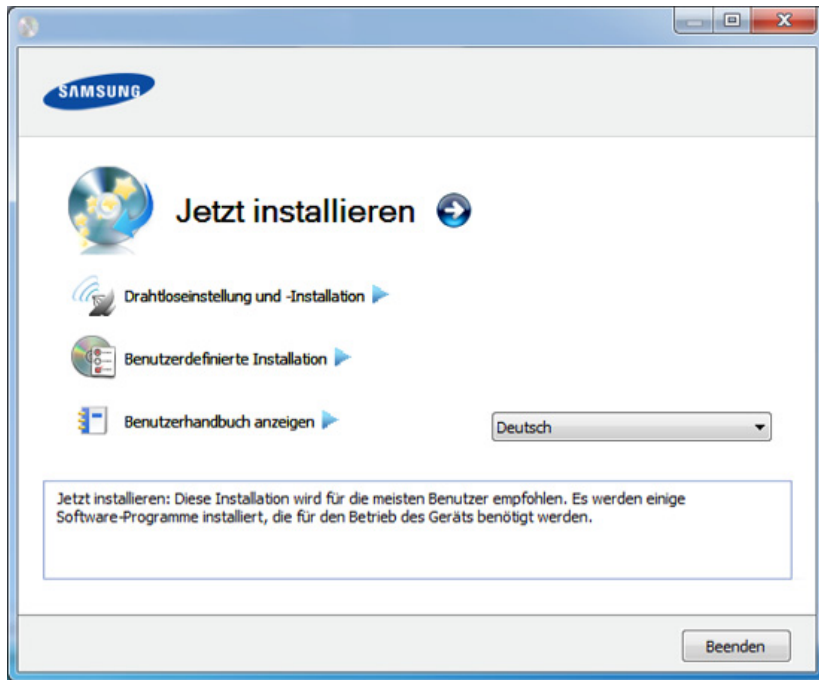 SAMSUNG
Jetzt installieren
Drahtloseinstellung und -Installation
Benutzerdefinierte Installation
Benutzerhandbuch anzeigen
Deutsch
Jetzt installieren: Diese Installation wird für die meisten Benutzer empfohlen. Es werden einige
Software-Programme installiert, die für den Betrieb des Geräts benötigt werden.
Beenden